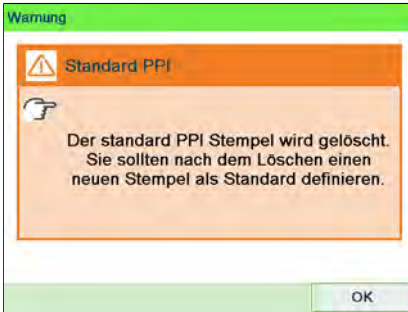 Warnung
Standard PPI
Der standard PPI Stempel wird gelöscht.
Sie sollten nach dem Löschen einen
neuen Stempel als Standard definieren.
OK